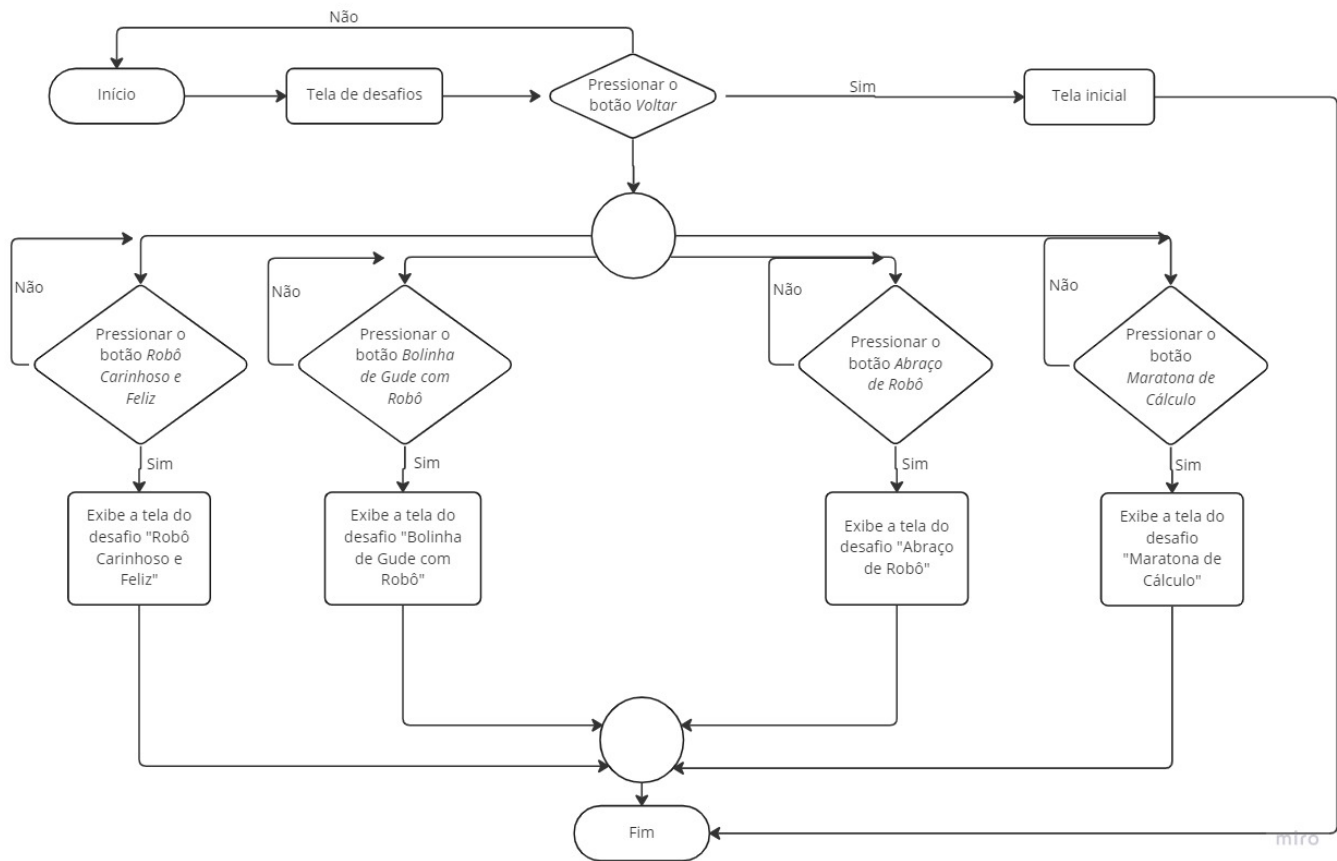 Não
Início
Tela de desafios
Pressionar o
botão Voltar
Sim
Tela inicial
Não
Pressionar o
botão Robô
Carinhoso e
Feliz
Não
Pressionar o
botão Bolinha
de Gude com
Robô
Não
Pressionar o
botão Abraço
de Robô
Não
Pressionar o
botão
Maratona de
Cálculo
Sim
Sim
Sim
Sim
Exibe a tela do
desafio "Robô
Carinhoso e
Feliz"
Exibe a tela do
desafio "Bolinha
de Gude com
Robô"
Exibe a tela do
desafio "Abraço
de Robô"
Exibe a tela do
desafio
"Maratona de
Cálculo"
Fim
miro